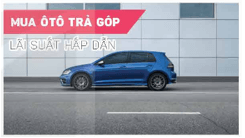 MUA ÔTÔ TRẢ GÓP
LÃI SUẤT HẤP DẪN